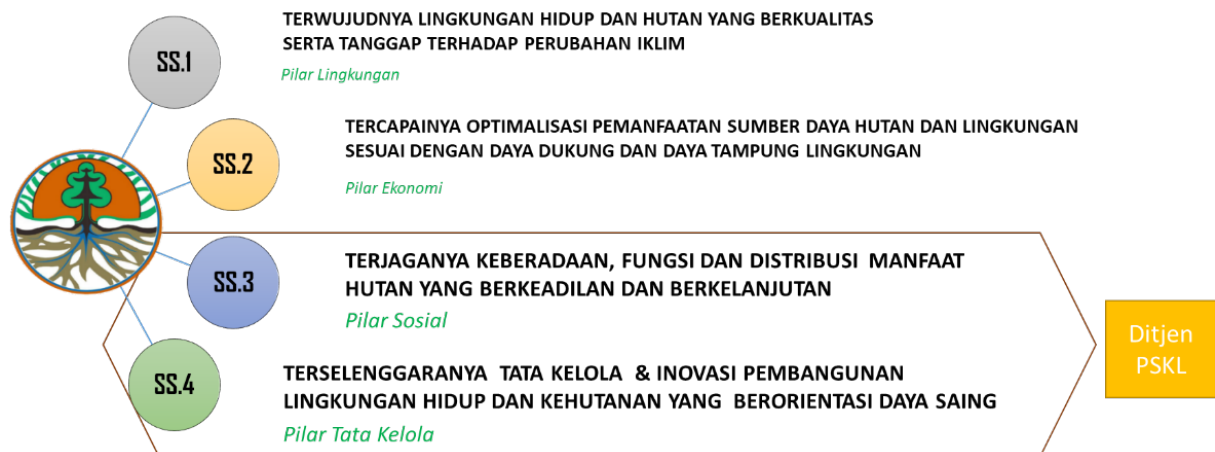 SS.1
TERWUJUDNYA LINGKUNGAN HIDUP DAN HUTAN YANG BERKUALITAS
SERTA TANGGAP TERHADAP PERUBAHAN IKLIM
Pilar Lingkungan
SS.2
TERCAPAINYA OPTIMALISASI PEMANFAATAN SUMBER DAYA HUTAN DAN LINGKUNGAN
SESUAI DENGAN DAYA DUKUNG DAN DAYA TAMPUNG LINGKUNGAN
Pilar Ekonomi
SS.3
TERJAGANYA KEBERADAAN, FUNGSI DAN DISTRIBUSI MANFAAT
HUTAN YANG BERKEADILAN DAN BERKELANJUTAN
Pilar Sosial
SS.4
TERSELENGGARANYA TATA KELOLA & INOVASI PEMBANGUNAN
LINGKUNGAN HIDUP DAN KEHUTANAN YANG BERORIENTASI DAYA SAING
Pilar Tata Kelola
Ditjen
PSKL